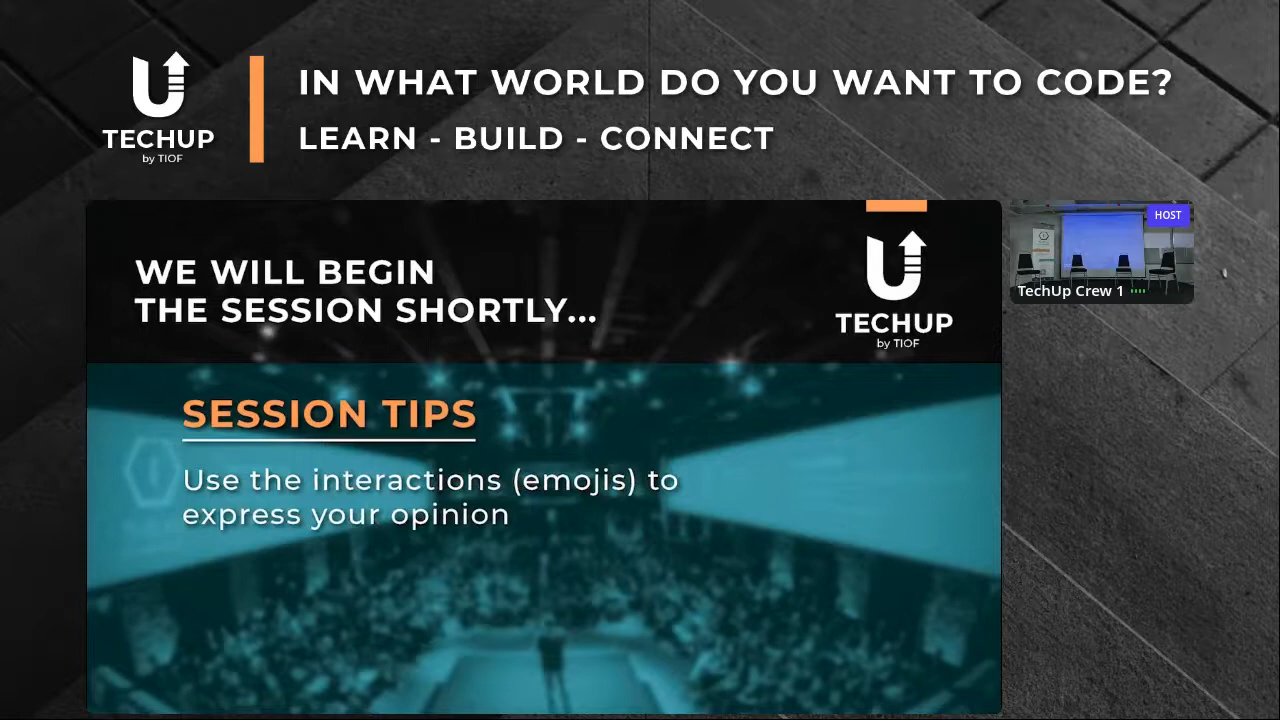 TECHUP
by TIOF
IN WHAT WORLD DO YOU WANT TO CODE?
LEARN - BUILD - CONNECT
WE WILL BEGIN
THE SESSION SHORTLY...
TECHUP
by TIOF
HOST
TechUp Crew 1
SESSION TIPS
Use the interactions (emojis) to
express your opinion